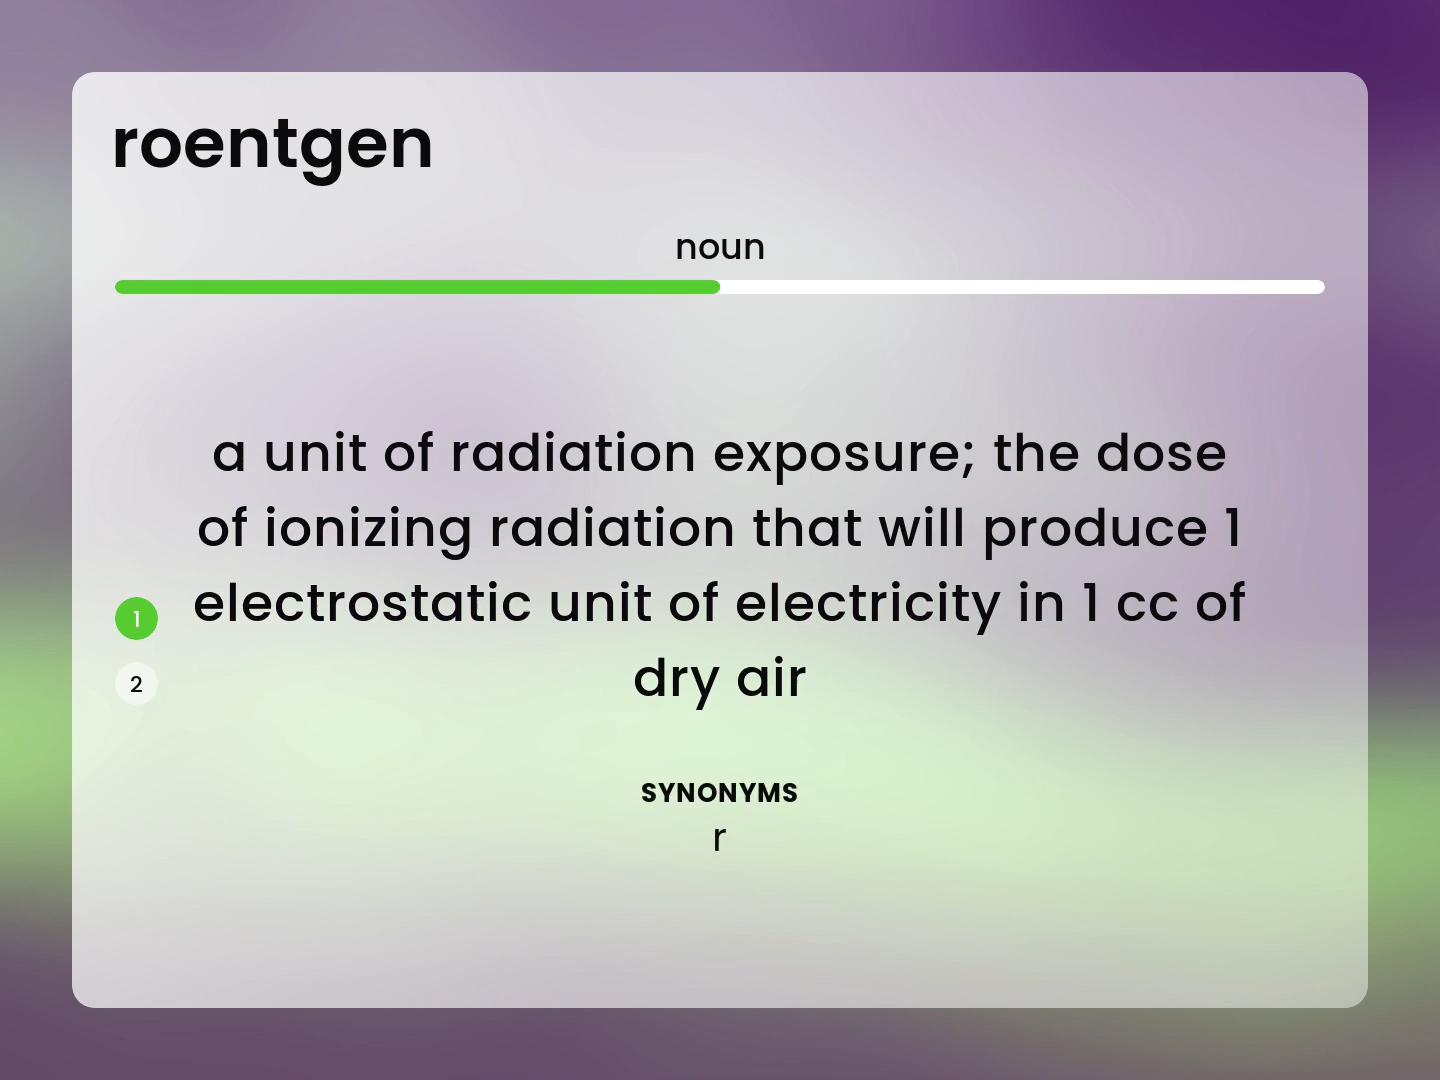 roentgen
noun
a unit of radiation exposure; the dose
of ionizing radiation that will produce 1
electrostatic unit of electricity in 1 cc of
dry air
1
2
SYNONYMS
r